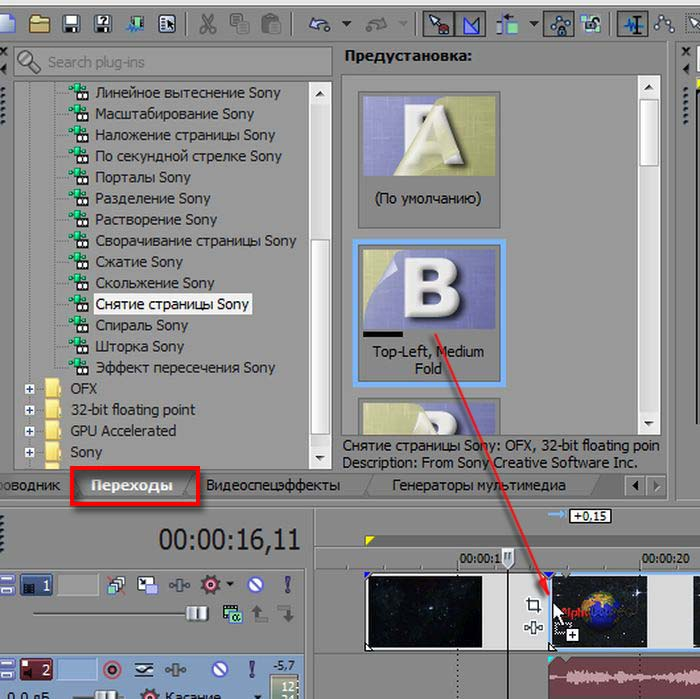 Search plug-ins
Линейное вытеснение Sony
Масштабирование Sony
Наложение страницы Sony
По секундной стрелке Sony
Порталы Sony
Разделение Sony
Растворение Sony
Сворачивание страницы Sony
Сжатие Sony
Скольжение Sony
Снятие страницы Sony
Спираль Sony
Шторка Sony
Эффект пересечения Sony
OFX
32-bit floating point
GPU Accelerated
Sony
Предустановка:
A
(По умолчанию)
B
Top-Left, Medium
Fold
Снятие страницы Sony: OFX, 32-bit floating poin
Description: From Sony Creative Software Inc.
роводник Переходы Видеоспецэффекты Генераторы мультимедиа
+0,15
00:00:16,11
00:00:1 00:00:20
1
2 -5,7
0,0 дБ Касание 12